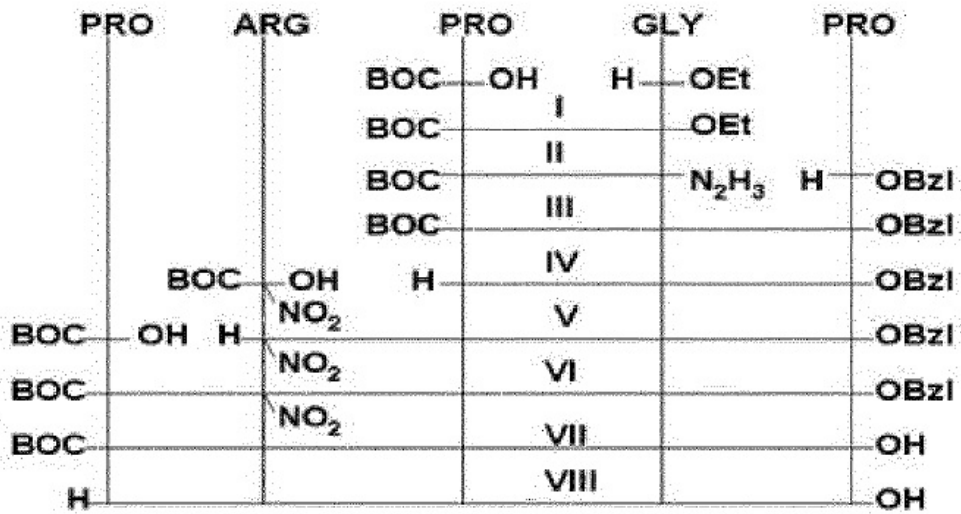 PRO ARG PRO GLY PRO
BOC OH H OEt
I
BOC OEt
II
BOC N₂H₃ H OBzl
III
BOC OBzl
IV
BOC OH H OBzl
NO₂ V
BOC OH H OBzl
NO₂ VI
BOC OBzl
NO₂ VII
BOC OH
VIII
H OH